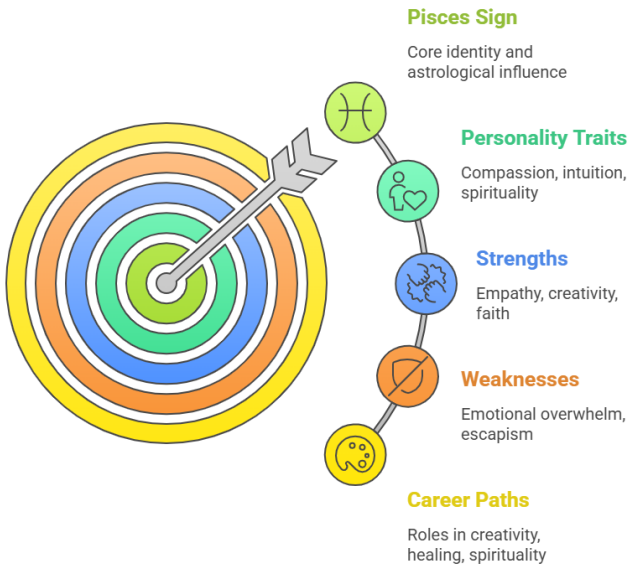 Pisces Sign
Core identity and
astrological influence
Personality Traits
Compassion, intuition,
spirituality
Strengths
Empathy, creativity,
faith
Weaknesses
Emotional overwhelm,
escapism
Career Paths
Roles in creativity,
healing, spirituality